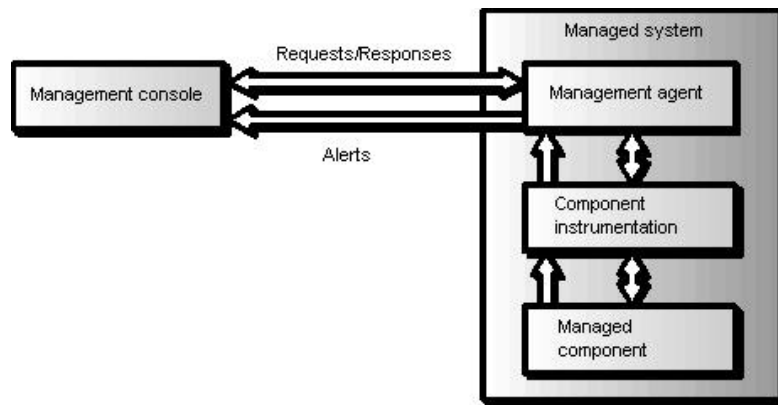 Managed system
Requests/Responses
Management console
Management agent
Alerts
Component
instrumentation
Managed
component